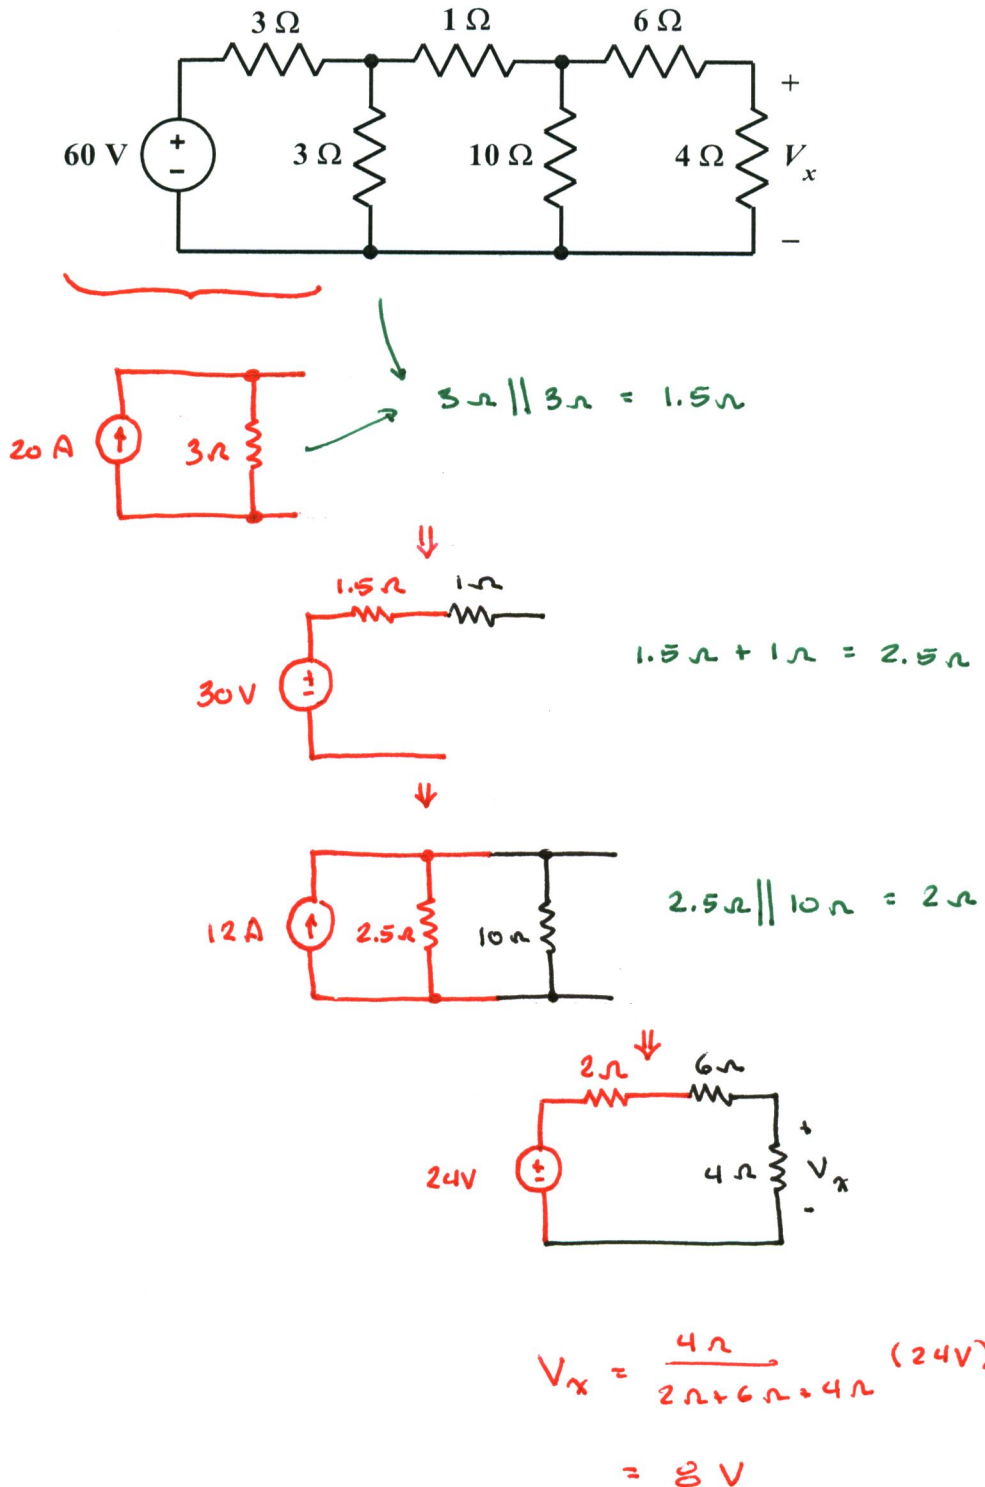 3 Ω 1 Ω 6 Ω
+
60 V + − 3 Ω 10 Ω 4 Ω Vx
−
3Ω || 3Ω = 1.5Ω
20 A 3Ω
⇓
1.5Ω 1Ω
1.5Ω + 1Ω = 2.5Ω
30V + −
⇓
2.5Ω || 10Ω = 2Ω
12A 2.5Ω 10Ω
⇓
2Ω 6Ω
+
24V + − 4Ω Vx
-
Vx = 4Ω / 2Ω + 6Ω + 4Ω (24V)
= 8 V